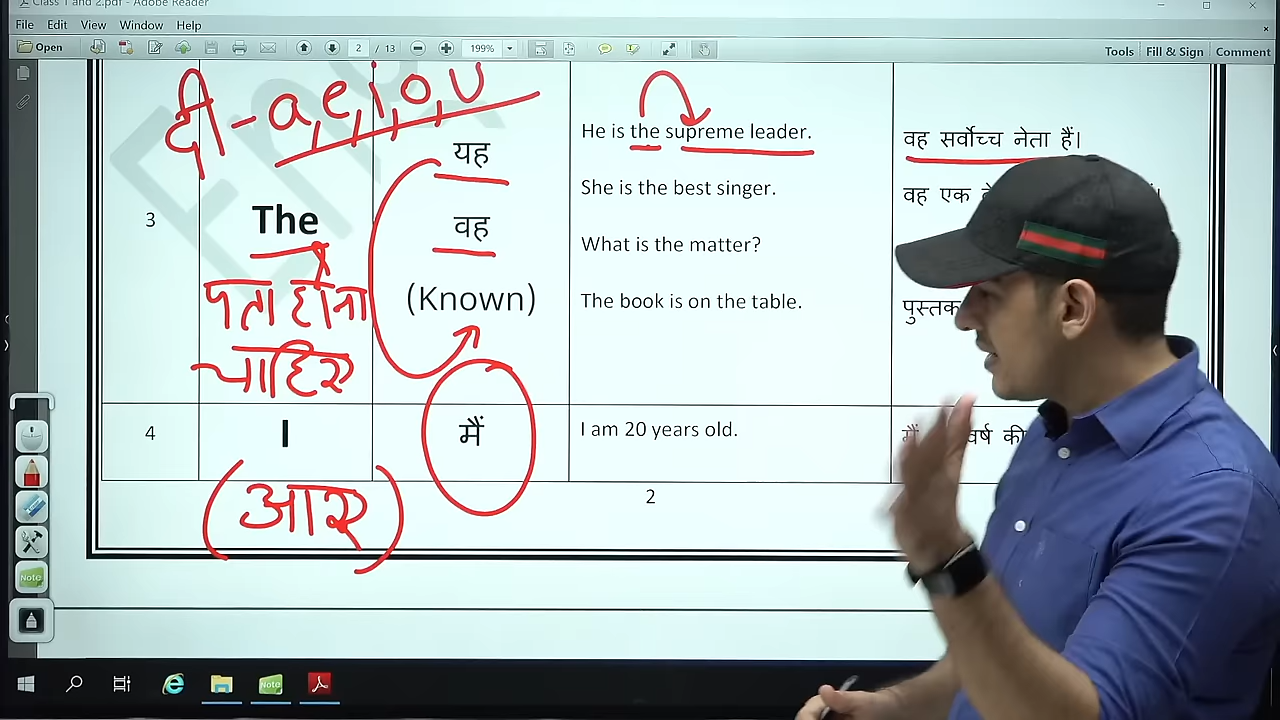 Class 1 and 2.pdf - Adobe Reader
File Edit View Window Help
Open 2 / 13 199% Tools Fill & Sign Comment
दी - a, e, i, o, u
3
The
पता होना
चाहिए
यह
वह
(Known)
He is the supreme leader.
She is the best singer.
What is the matter?
The book is on the table.
वह सर्वोच्च नेता हैं।
वह एक
पुस्तक
4
I
मैं
I am 20 years old.
मैं वर्ष की
(आए)
2
Note
Note